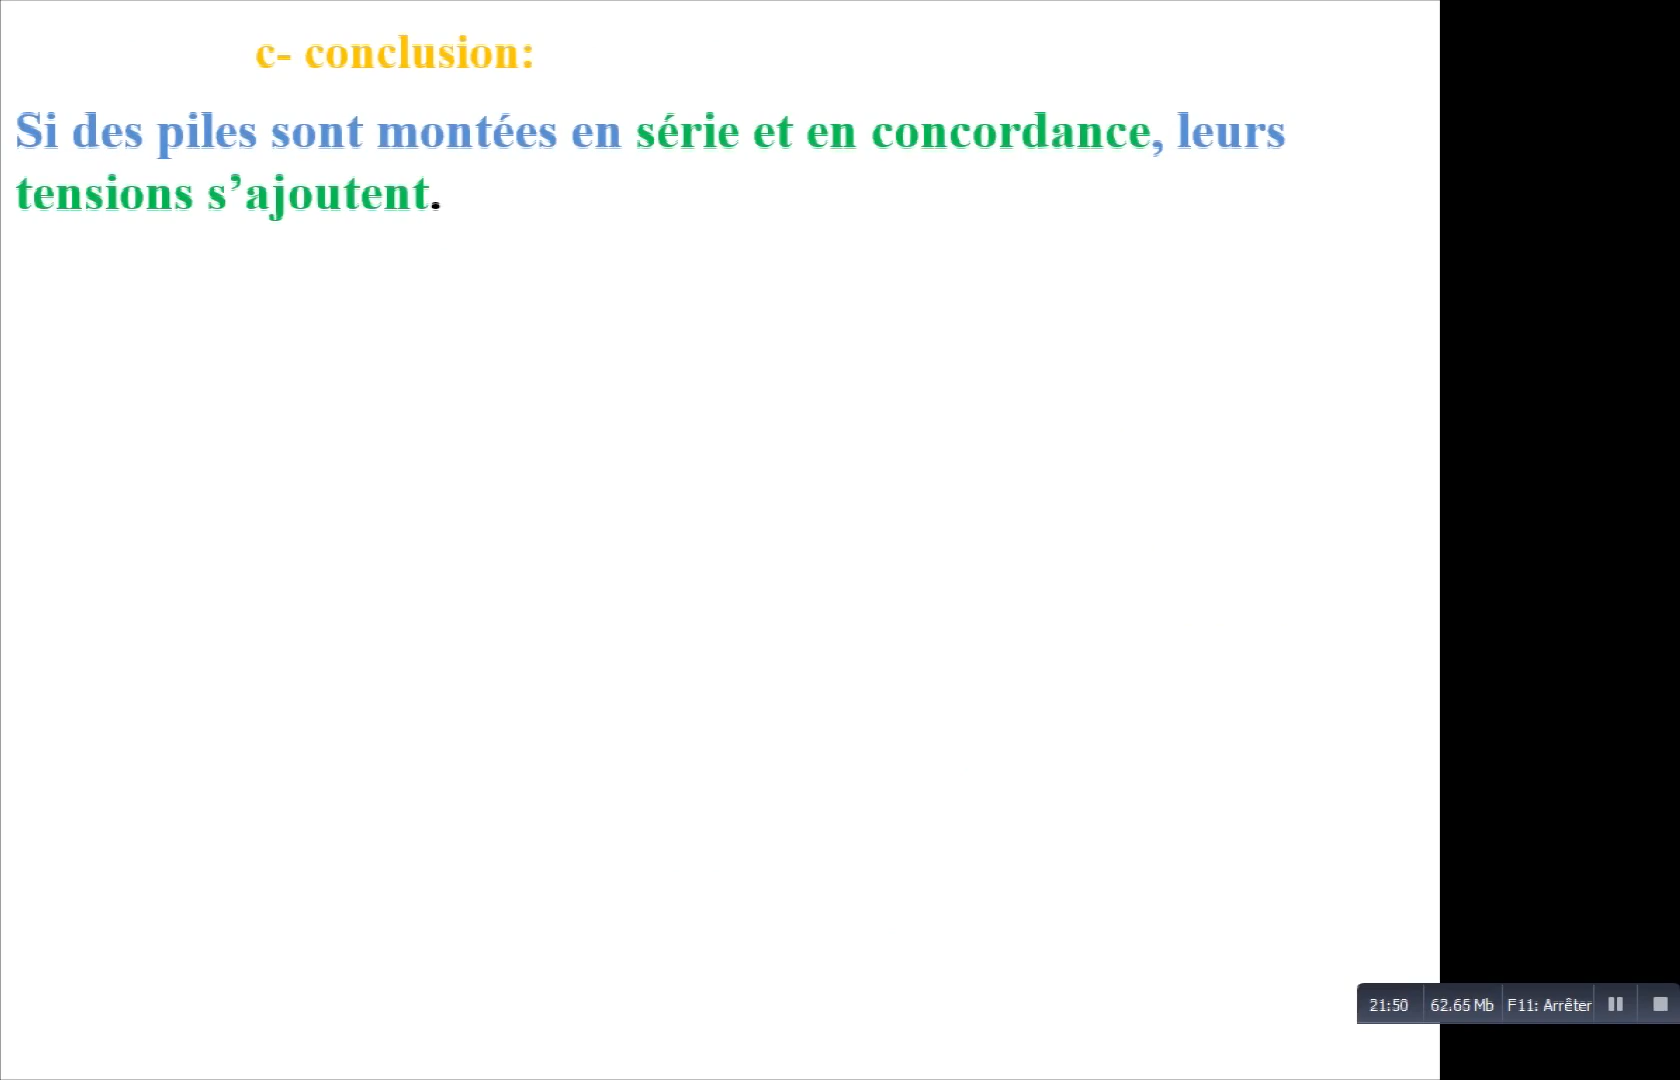 c- conclusion:
Si des piles sont montées en série et en concordance, leurs
tensions s’ajoutent.
21:50 62.65 Mb F11: Arrêter